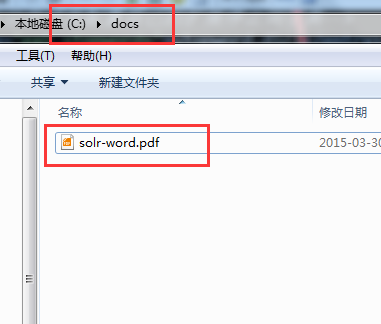 本地磁盘 (C:) docs
工具(T) 帮助(H)
共享 新建文件夹
名称 修改日期
solr-word.pdf 2015-03-30